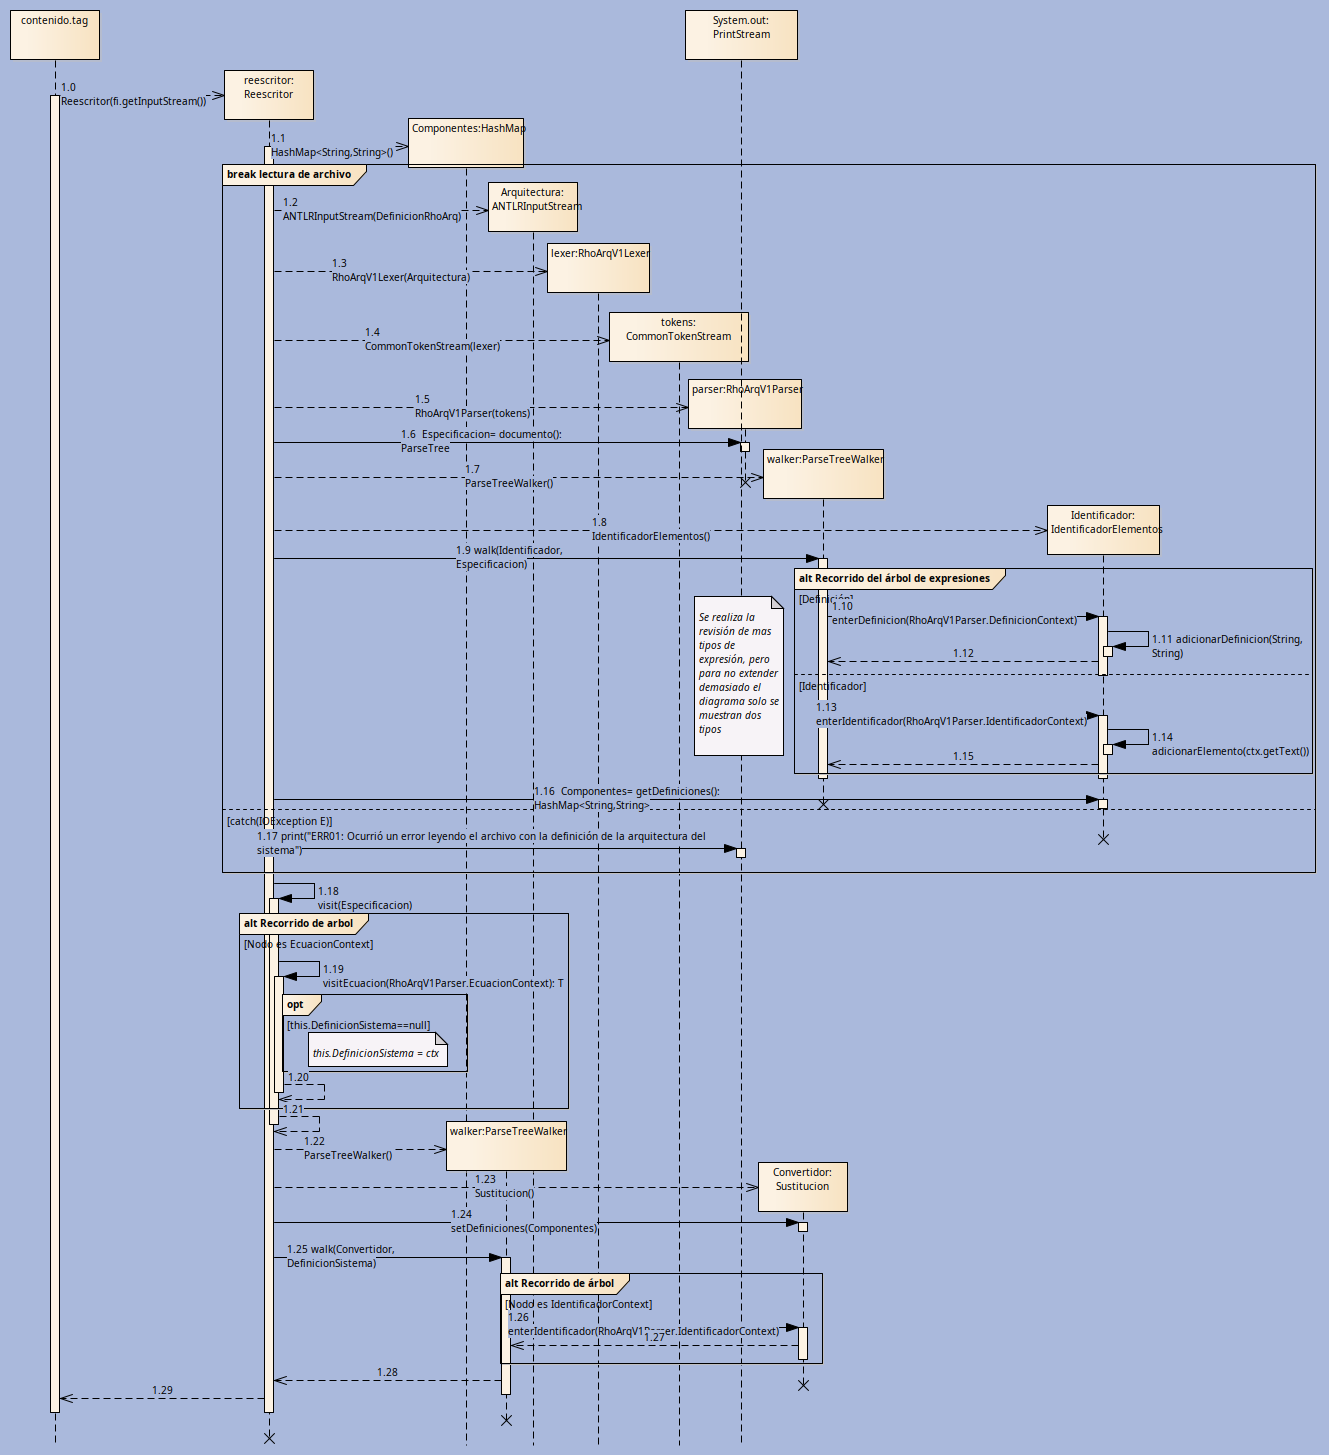 contenido.tag
System.out:
PrintStream
reescritor:
Reescritor
1.0
Reescritor(fi.getInputStream())
Componentes:HashMap
1.1
HashMap<String,String>()
break lectura de archivo
Arquitectura:
ANTLRInputStream
1.2
ANTLRInputStream(DefinicionRhoArq)
lexer:RhoArqV1Lexer
1.3
RhoArqV1Lexer(Arquitectura)
tokens:
CommonTokenStream
1.4
CommonTokenStream(lexer)
parser:RhoArqV1Parser
1.5
RhoArqV1Parser(tokens)
1.6  Especificacion= documento():
ParseTree
walker:ParseTreeWalker
1.7
ParseTreeWalker()
Identificador:
IdentificadorElementos
1.8
IdentificadorElementos()
1.9 walk(Identificador,
Especificacion)
alt Recorrido del árbol de expresiones
[Definición]
1.10
enterDefinicion(RhoArqV1Parser.DefinicionContext)
Se realiza la
revisión de mas
tipos de
expresión, pero
para no extender
demasiado el
diagrama solo se
muestran dos
tipos
1.11 adicionarDefinicion(String,
String)
1.12
[Identificador]
1.13
enterIdentificador(RhoArqV1Parser.IdentificadorContext)
1.14
adicionarElemento(ctx.getText())
1.15
1.16  Componentes= getDefiniciones():
HashMap<String,String>
[catch(IOException E)]
1.17 print("ERR01: Ocurrió un error leyendo el archivo con la definición de la arquitectura del
sistema")
1.18
visit(Especificacion)
alt Recorrido de arbol
[Nodo es EcuacionContext]
1.19
visitEcuacion(RhoArqV1Parser.EcuacionContext): T
opt
[this.DefinicionSistema==null]
this.DefinicionSistema = ctx
1.20
1.21
walker:ParseTreeWalker
1.22
ParseTreeWalker()
Convertidor:
Sustitucion
1.23
Sustitucion()
1.24
setDefiniciones(Componentes)
1.25 walk(Convertidor,
DefinicionSistema)
alt Recorrido de árbol
[Nodo es IdentificadorContext]
1.26
enterIdentificador(RhoArqV1Parser.IdentificadorContext)
1.27
1.28
1.29